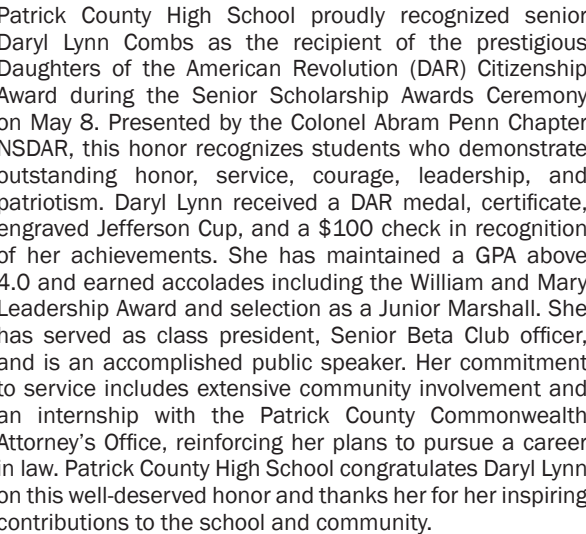 Patrick County High School proudly recognized senior
Daryl Lynn Combs as the recipient of the prestigious
Daughters of the American Revolution (DAR) Citizenship
Award during the Senior Scholarship Awards Ceremony
on May 8. Presented by the Colonel Abram Penn Chapter
NSDAR, this honor recognizes students who demonstrate
outstanding honor, service, courage, leadership, and
patriotism. Daryl Lynn received a DAR medal, certificate,
engraved Jefferson Cup, and a $100 check in recognition
of her achievements. She has maintained a GPA above
4.0 and earned accolades including the William and Mary
Leadership Award and selection as a Junior Marshall. She
has served as class president, Senior Beta Club officer,
and is an accomplished public speaker. Her commitment
to service includes extensive community involvement and
an internship with the Patrick County Commonwealth
Attorney's Office, reinforcing her plans to pursue a career
in law. Patrick County High School congratulates Daryl Lynn
on this well-deserved honor and thanks her for her inspiring
contributions to the school and community.